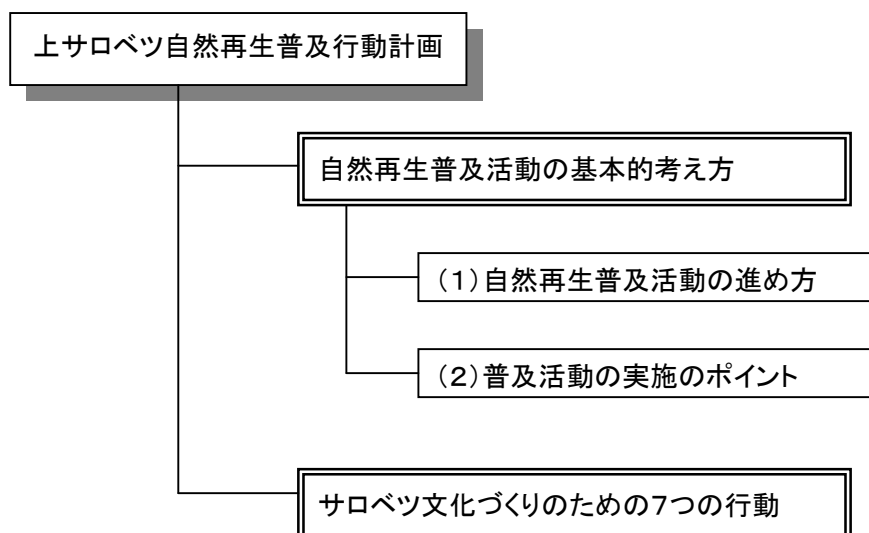 上サロベツ自然再生普及行動計画
自然再生普及活動の基本的考え方
(1)自然再生普及活動の進め方
(2)普及活動の実施のポイント
サロベツ文化づくりのための7つの行動